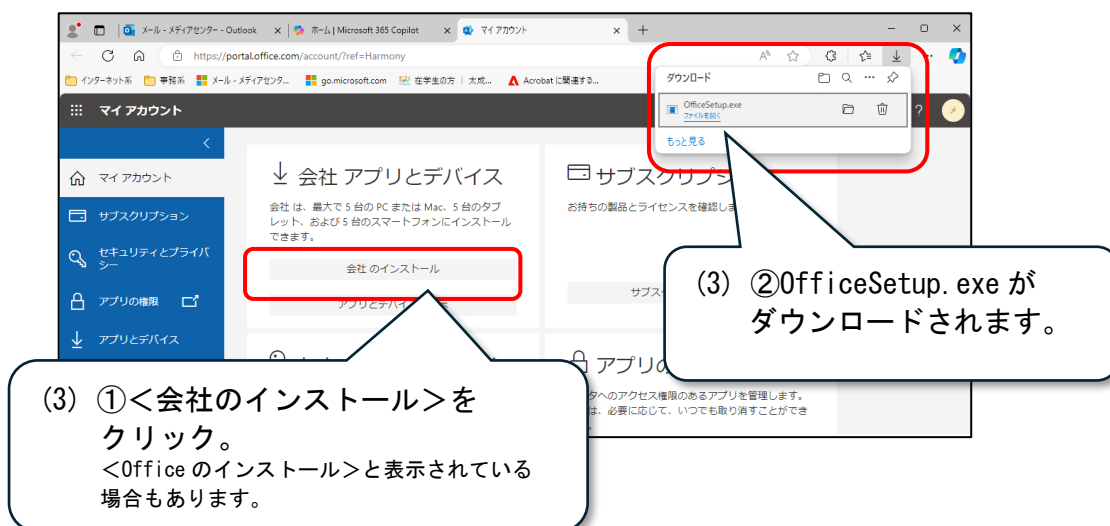 メール - メディアセンター - Outlook
ホーム | Microsoft 365 Copilot
マイ アカウント
https://portal.office.com/account/?ref=Harmony
インターネット系
事務系
メール - メディアセンタ...
go.microsoft.com
在学生の方 | 太成...
Acrobat に関連する...
ダウンロード
OfficeSetup.exe
ファイルを開く
もっと見る
マイ アカウント
?
マイ アカウント
サブスクリプション
セキュリティとプライバ
シー
アプリの権限
アプリとデバイス
会社 アプリとデバイス
会社 は、最大で 5 台の PC または Mac、5 台のタブ
レット、および 5 台のスマートフォンにインストール
できます。
会社 のインストール
アプリとデバイ
サブスクリプシ
お持ちの製品とライセンスを確認しま
サブス
アプリの
タへのアクセス権限のあるアプリを管理します。
は、必要に応じて、いつでも取り消すことができ
(3) ②OfficeSetup.exe が
ダウンロードされます。
(3) ①<会社のインストール>を
クリック。
<Office のインストール>と表示されている
場合もあります。